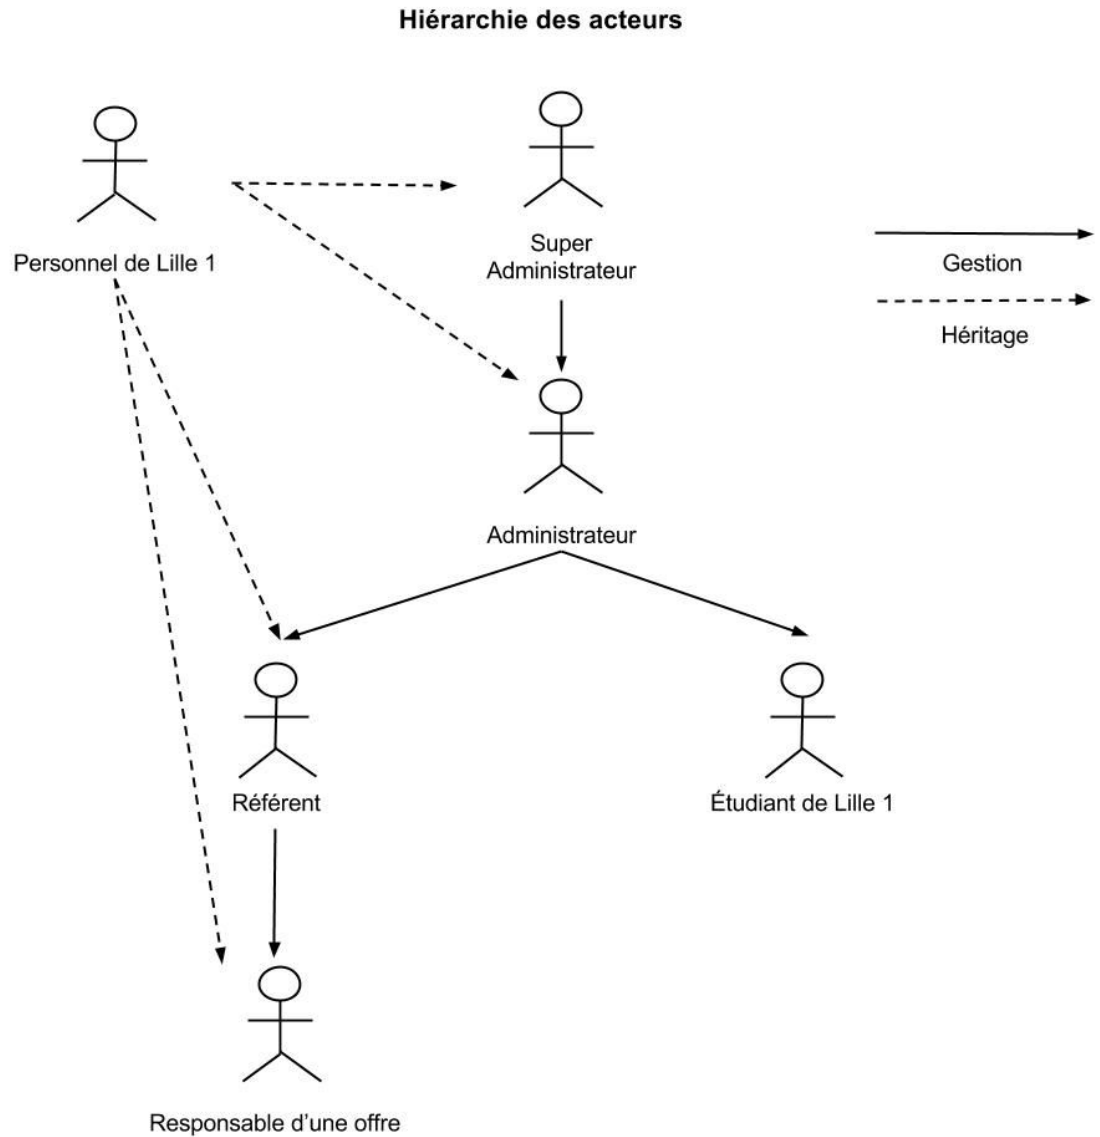 Hiérarchie des acteurs
Personnel de Lille 1
Super
Administrateur
Gestion
Héritage
Administrateur
Référent
Étudiant de Lille 1
Responsable d'une offre